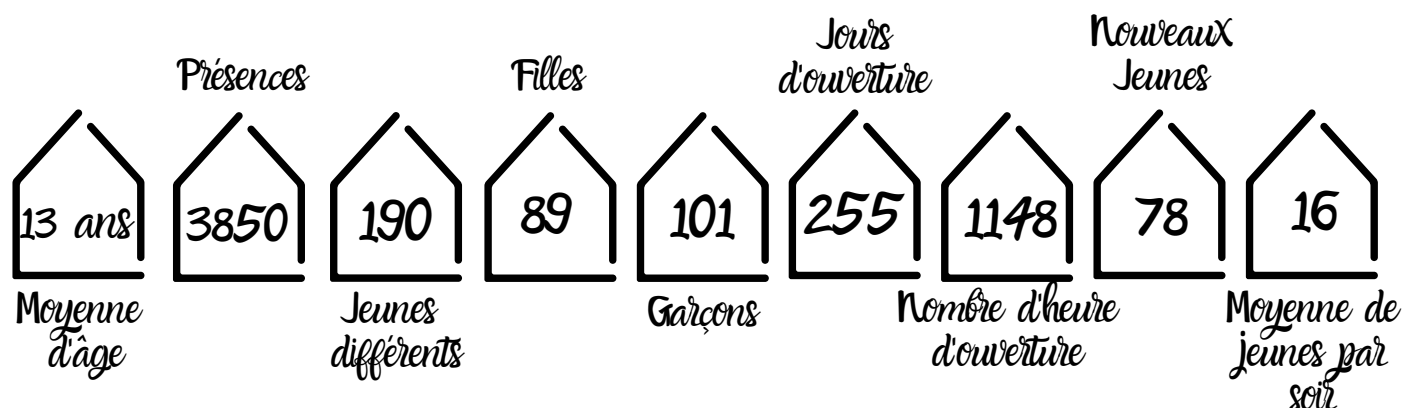 13 ans
Moyenne
d'âge
Présences
3850
190
Jeunes
différents
Filles
89
101
Garçons
Jours
d'ouverture
255
1148
Nombre d'heure
d'ouverture
Nouveaux
Jeunes
78
16
Moyenne de
jeunes par
soir